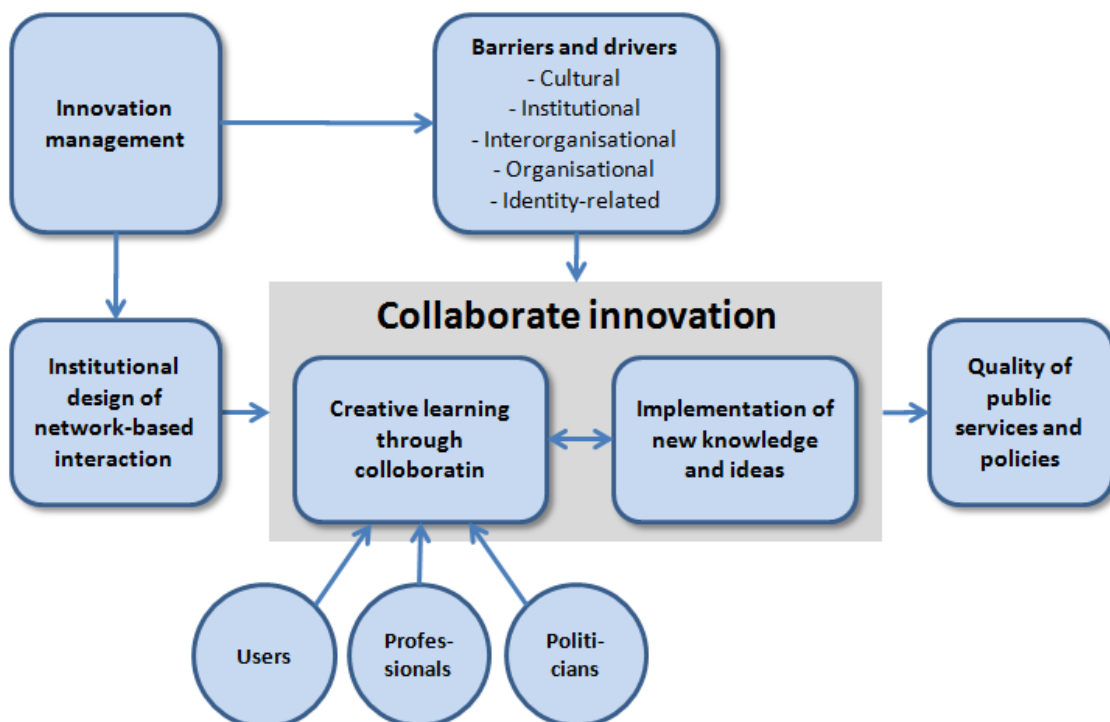 Innovation
management
Barriers and drivers
- Cultural
- Institutional
- Interorganisational
- Organisational
- Identity-related
Collaborate innovation
Institutional
design of
network-based
interaction
Creative learning
through
colloboratin
Implementation of
new knowledge
and ideas
Quality of
public
services and
policies
Users
Profes-
sionals
Politi-
cians